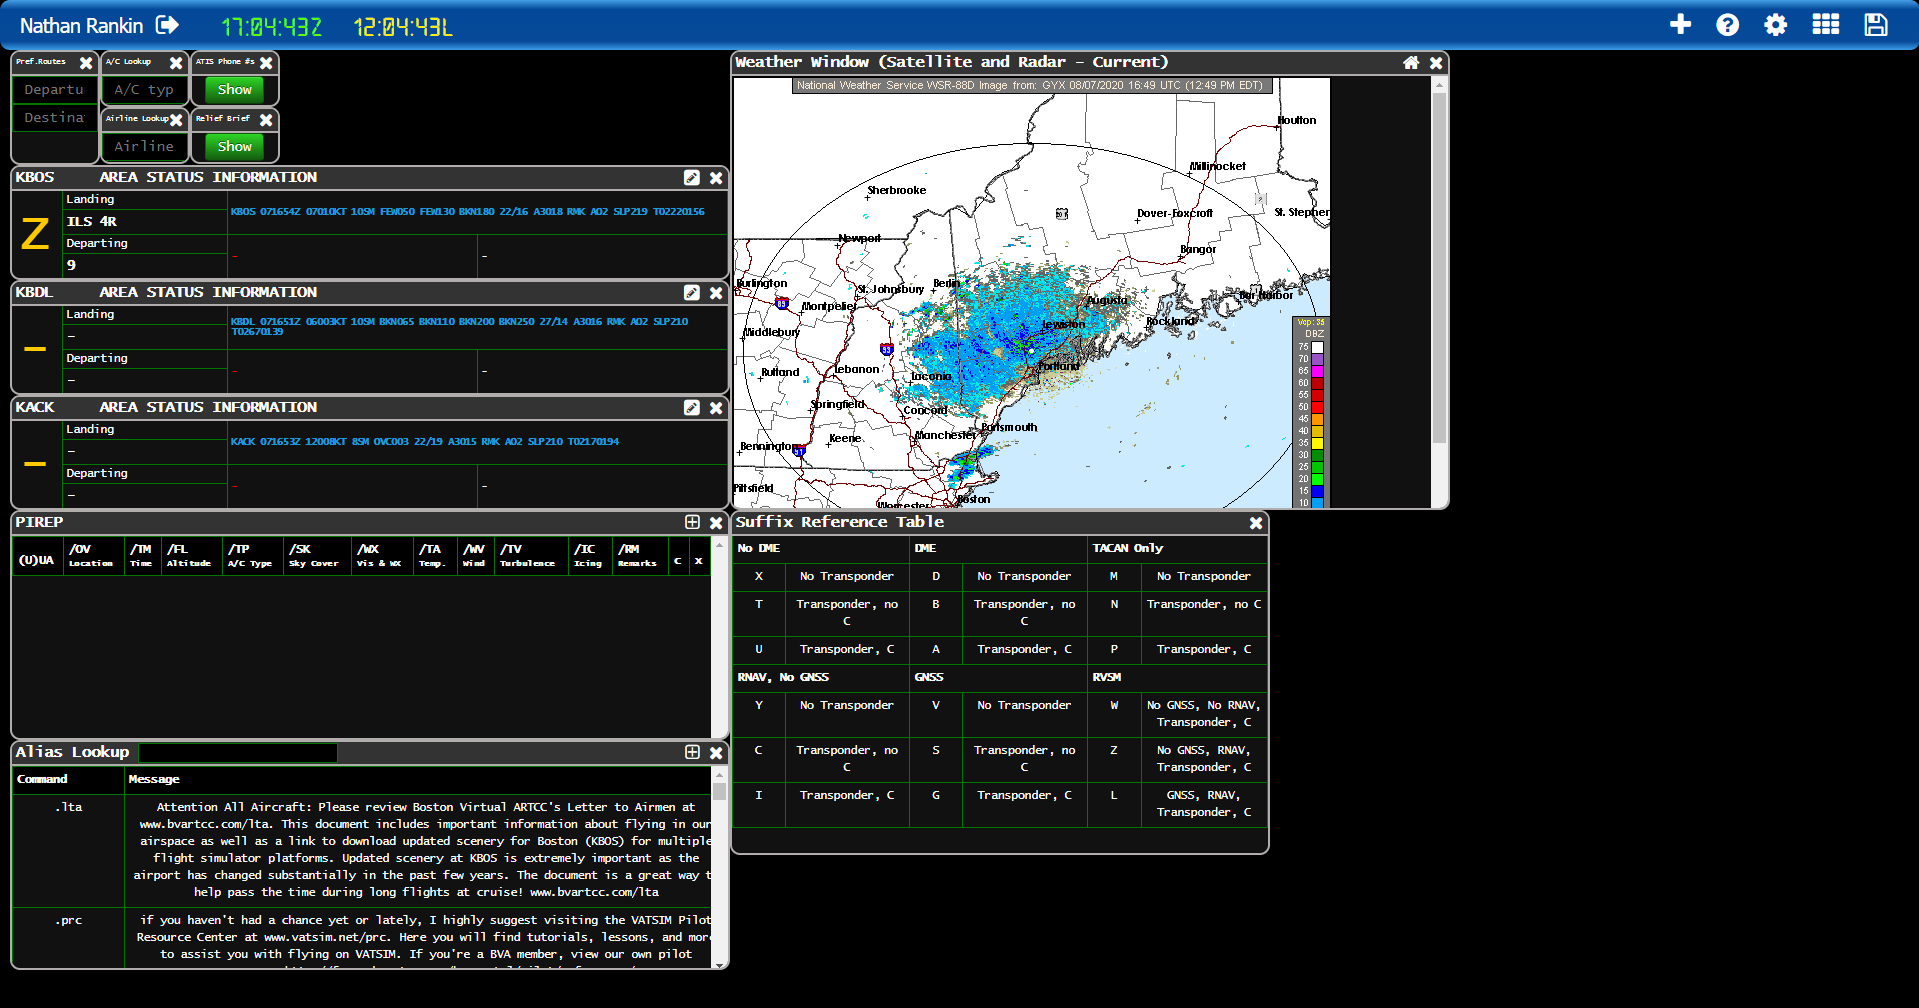 Nathan Rankin 17:04:43Z 12:04:43L
Pref.Routes
Departu
Destina
A/C Lookup
A/C typ
ATIS Phone #s
Show
Airline Lookup
Airline
Relief Brief
Show
KBOS AREA STATUS INFORMATION
Z
Landing
ILS 4R
Departing
9
KBOS 071654Z 07010KT 10SM FEW050 FEW130 BKN180 22/16 A3018 RMK AO2 SLP219 T02220156
-
-
KBDL AREA STATUS INFORMATION
–
Landing
–
Departing
–
KBDL 071651Z 06003KT 10SM BKN065 BKN110 BKN200 BKN250 27/14 A3016 RMK AO2 SLP210
T02670139
-
-
KACK AREA STATUS INFORMATION
–
Landing
–
Departing
–
KACK 071653Z 12008KT 8SM OVC003 22/19 A3015 RMK AO2 SLP210 T02170194
-
-
PIREP
(U)UA /OV /TM /FL /TP /SK /WX /TA /WV /TV /IC /RM C X
Location Time Altitude A/C Type Sky Cover Vis & WX Temp. Wind Turbulence Icing Remarks
Alias Lookup
Command Message
.lta Attention All Aircraft: Please review Boston Virtual ARTCC's Letter to Airmen at
www.bvartcc.com/lta. This document includes important information about flying in our
airspace as well as a link to download updated scenery for Boston (KBOS) for multiple
flight simulator platforms. Updated scenery at KBOS is extremely important as the
airport has changed substantially in the past few years. The document is a great way t
help pass the time during long flights at cruise! www.bvartcc.com/lta
.prc if you haven't had a chance yet or lately, I highly suggest visiting the VATSIM Pilot
Resource Center at www.vatsim.net/prc. Here you will find tutorials, lessons, and more
to assist you with flying on VATSIM. If you're a BVA member, view our own pilot
Weather Window (Satellite and Radar - Current)
National Weather Service WSR-88D Image from: GYX 08/07/2020 16:49 UTC (12:49 PM EDT)
Houlton
Millinocket
Sherbrooke
Dover-Foxcroft
St. Stephen
Newport
Bangor
Burlington
St. Johnsbury
Berlin
Bar Harbor
Montpelier
Augusta
Middlebury
Lewiston
Rockland
89
93
Rutland
Lebanon
Laconia
Portland
Springfield
Concord
Portsmouth
Keene
Manchester
Bennington
91
Pittsfield
Worcester
Boston
Vcp: 35
DBZ
75
70
65
60
55
50
45
40
35
30
25
20
15
10
Suffix Reference Table
No DME DME TACAN Only
X No Transponder D No Transponder M No Transponder
T Transponder, no C B Transponder, no C N Transponder, no C
U Transponder, C A Transponder, C P Transponder, C
RNAV, No GNSS GNSS RVSM
Y No Transponder V No Transponder W No GNSS, No RNAV, Transponder, C
C Transponder, no C S Transponder, no C Z No GNSS, RNAV, Transponder, C
I Transponder, C G Transponder, C L GNSS, RNAV, Transponder, C